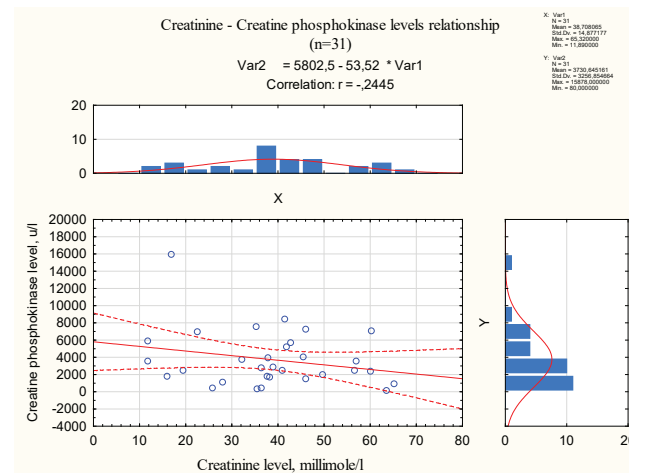 Creatinine - Creatine phosphokinase levels relationship
(n=31)
Var2 = 5802,5 - 53,52 * Var1
Correlation: r = -,2445
X: Var1
N = 31
Mean = 38,708065
Std.Dv. = 14,877177
Max. = 65,320000
Min. = 11,890000
Y: Var2
N = 31
Mean = 3730,645161
Std.Dv. = 3256,854664
Max. = 15878,000000
Min. = 80,000000
20
10
0
X
20000
18000
16000
14000
12000
10000
8000
6000
4000
2000
0
-2000
-4000
Creatine phosphokinase level, u/l
0 10 20 30 40 50 60 70 80
Creatinine level, millimole/l
Y
0 10 20